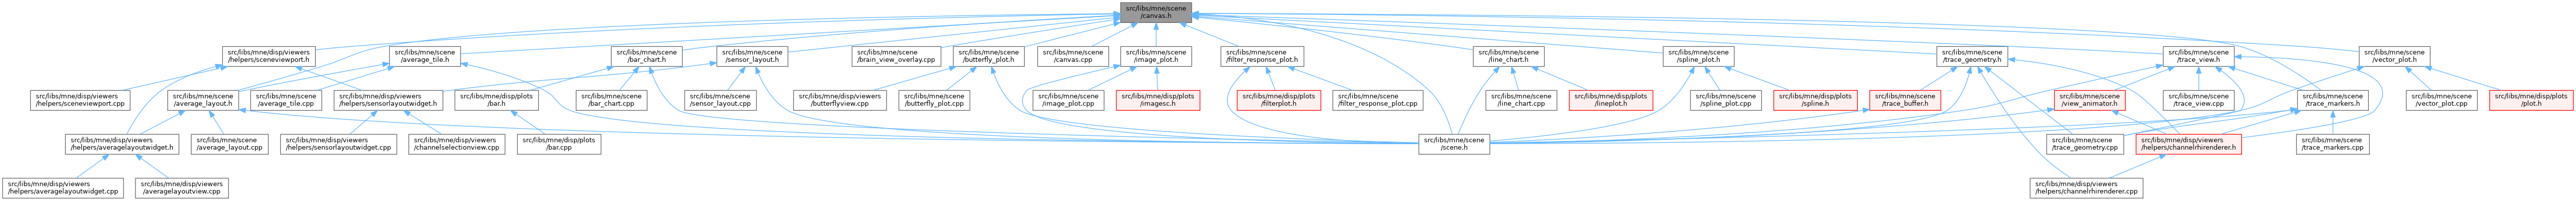 src/libs/mne/scene
/canvas.h
src/libs/mne/disp/viewers
/helpers/sceneviewport.h
src/libs/mne/scene
/average_tile.h
src/libs/mne/scene
/bar_chart.h
src/libs/mne/scene
/sensor_layout.h
src/libs/mne/scene
/brain_view_overlay.cpp
src/libs/mne/scene
/butterfly_plot.h
src/libs/mne/scene
/canvas.cpp
src/libs/mne/scene
/image_plot.h
src/libs/mne/scene
/filter_response_plot.h
src/libs/mne/scene
/line_chart.h
src/libs/mne/scene
/spline_plot.h
src/libs/mne/scene
/trace_geometry.h
src/libs/mne/scene
/trace_view.h
src/libs/mne/scene
/vector_plot.h
src/libs/mne/disp/viewers
/helpers/sceneviewport.cpp
src/libs/mne/scene
/average_layout.h
src/libs/mne/scene
/average_tile.cpp
src/libs/mne/disp/viewers
/helpers/sensorlayoutwidget.h
src/libs/mne/disp/plots
/bar.h
src/libs/mne/scene
/bar_chart.cpp
src/libs/mne/scene
/sensor_layout.cpp
src/libs/mne/disp/viewers
/butterflyview.cpp
src/libs/mne/scene
/butterfly_plot.cpp
src/libs/mne/scene
/image_plot.cpp
src/libs/mne/disp/plots
/imagesc.h
src/libs/mne/disp/plots
/filterplot.h
src/libs/mne/scene
/filter_response_plot.cpp
src/libs/mne/scene
/line_chart.cpp
src/libs/mne/disp/plots
/lineplot.h
src/libs/mne/scene
/spline_plot.cpp
src/libs/mne/disp/plots
/spline.h
src/libs/mne/scene
/trace_buffer.h
src/libs/mne/scene
/view_animator.h
src/libs/mne/scene
/trace_view.cpp
src/libs/mne/scene
/trace_markers.h
src/libs/mne/scene
/vector_plot.cpp
src/libs/mne/disp/plots
/plot.h
src/libs/mne/disp/viewers
/helpers/averagelayoutwidget.h
src/libs/mne/scene
/average_layout.cpp
src/libs/mne/disp/viewers
/helpers/sensorlayoutwidget.cpp
src/libs/mne/disp/viewers
/channelselectionview.cpp
src/libs/mne/disp/plots
/bar.cpp
src/libs/mne/scene
/scene.h
src/libs/mne/scene
/trace_geometry.cpp
src/libs/mne/disp/viewers
/helpers/channelrhirenderer.h
src/libs/mne/scene
/trace_markers.cpp
src/libs/mne/disp/viewers
/helpers/averagelayoutwidget.cpp
src/libs/mne/disp/viewers
/averagelayoutview.cpp
src/libs/mne/disp/viewers
/helpers/channelrhirenderer.cpp